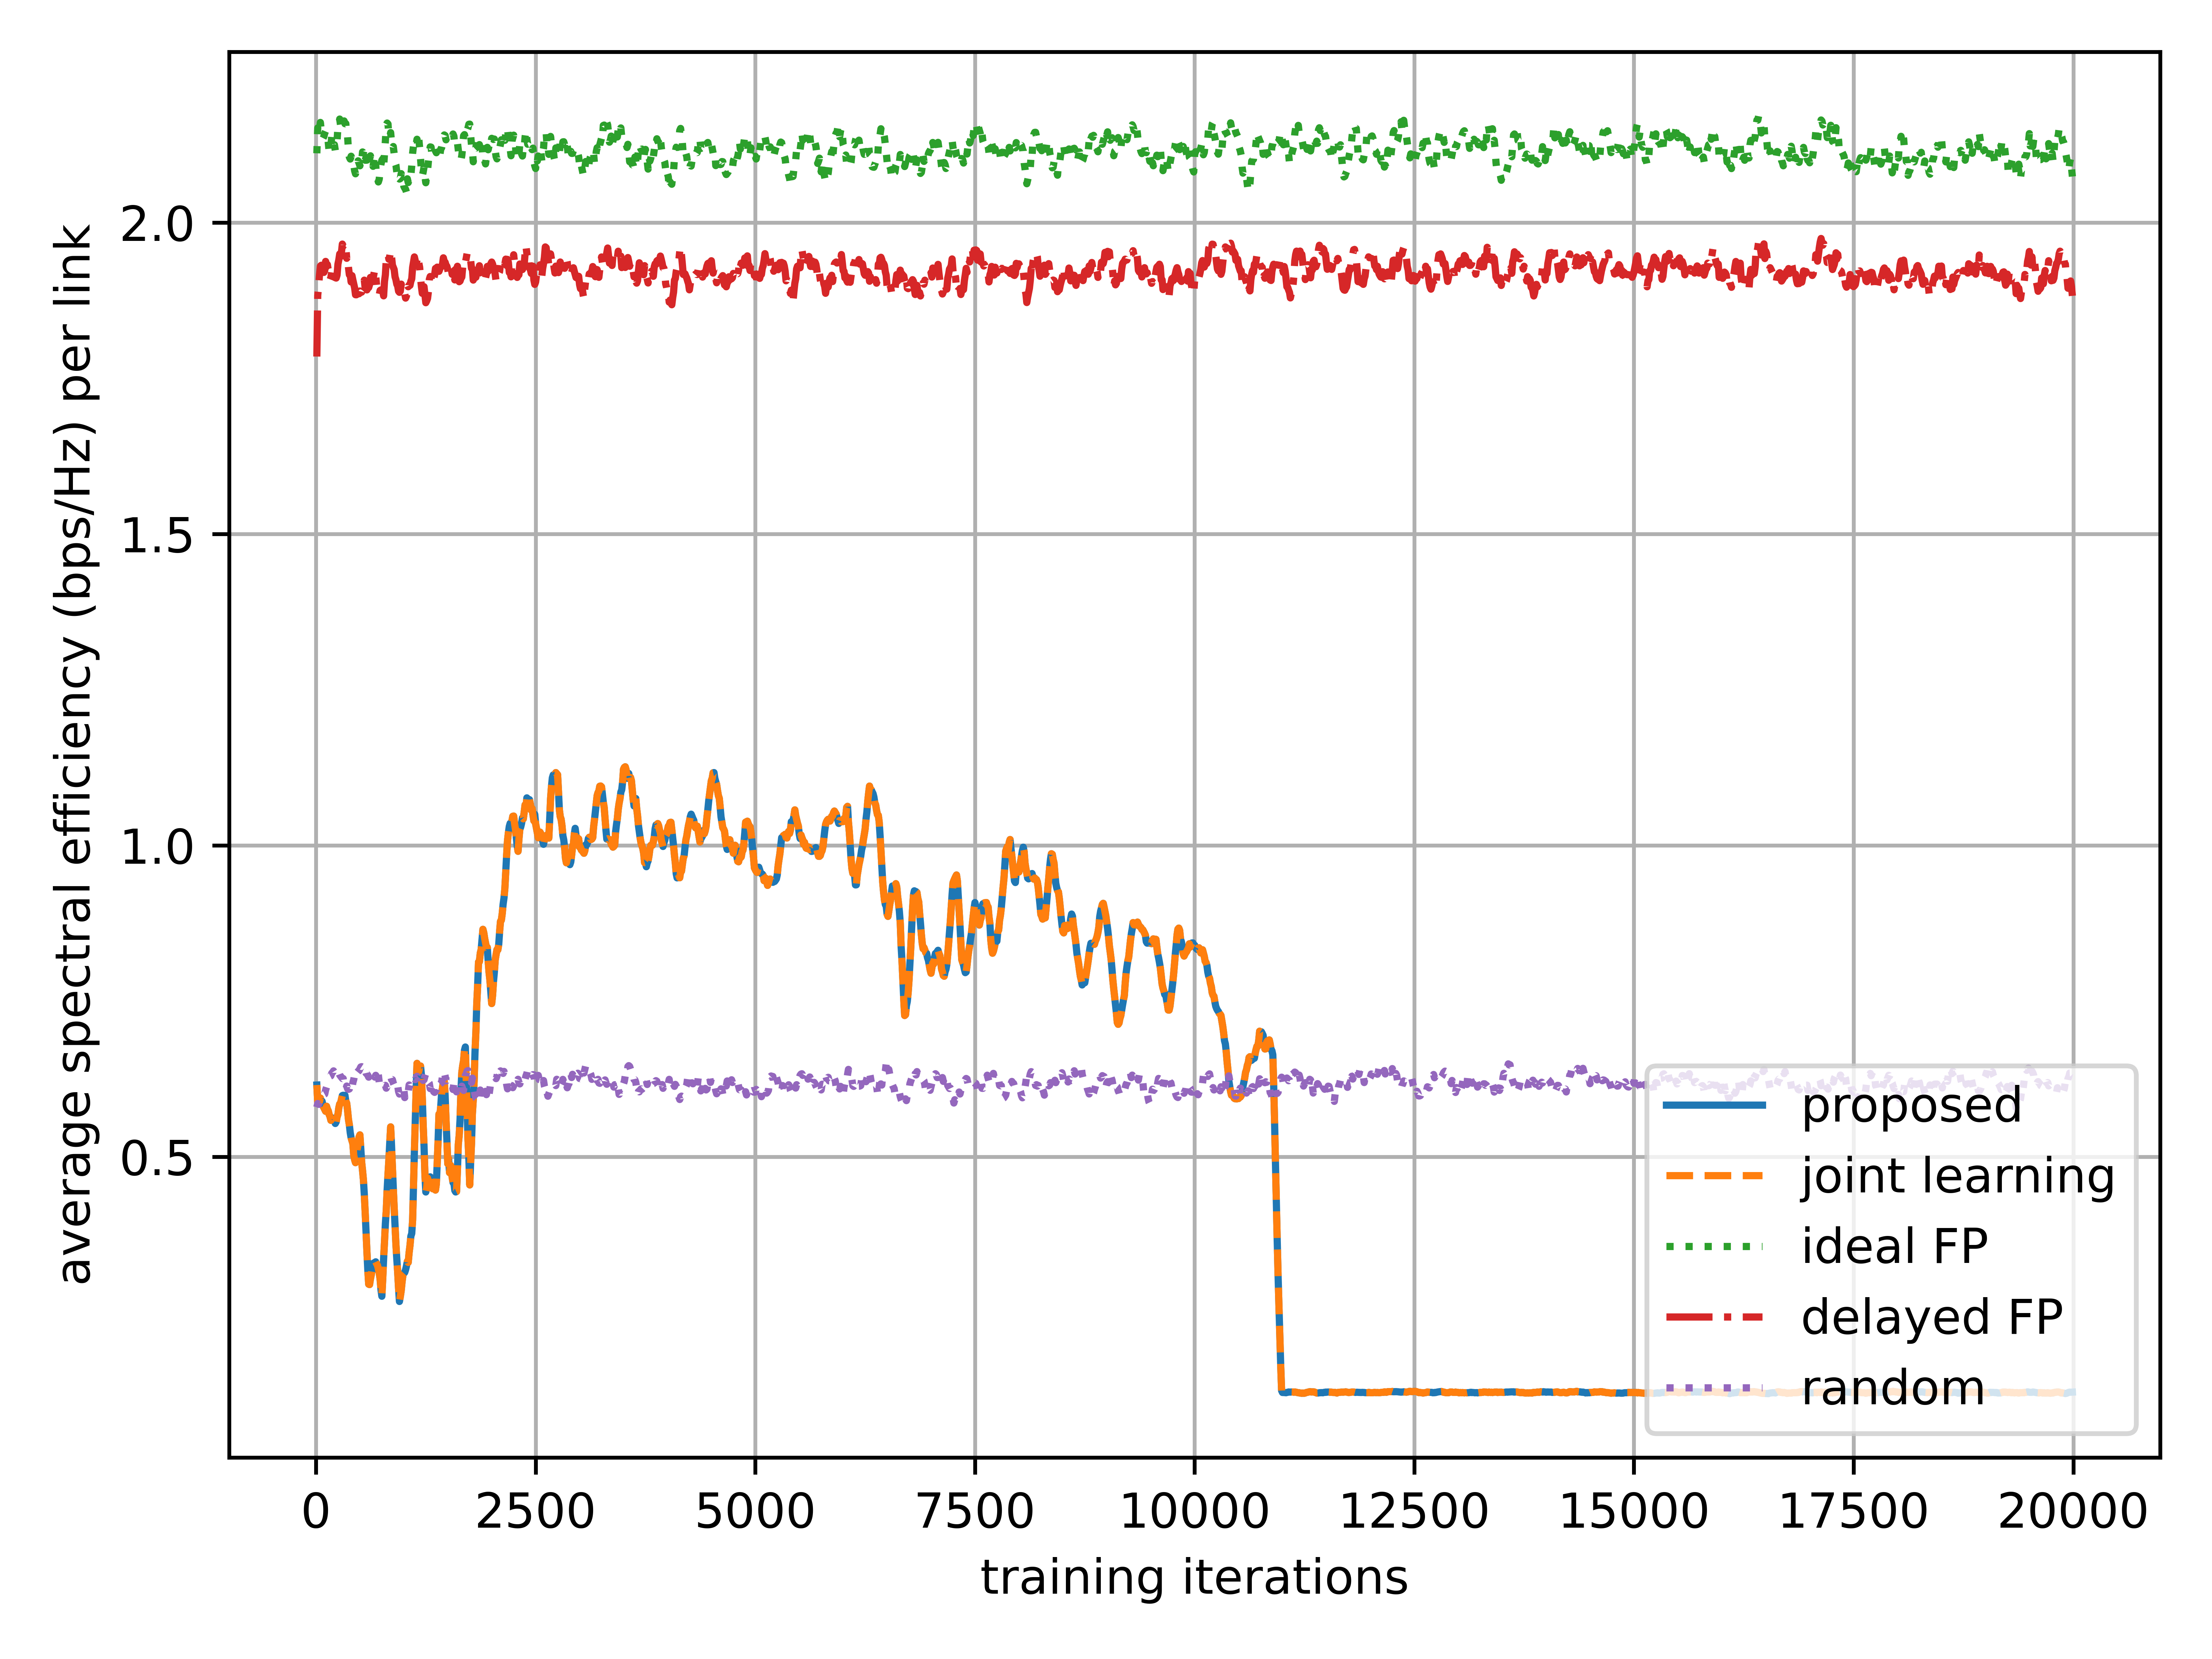 average spectral efficiency (bps/Hz) per link
2.0
1.5
1.0
0.5
proposed
joint learning
ideal FP
delayed FP
random
0 2500 5000 7500 10000 12500 15000 17500 20000
training iterations